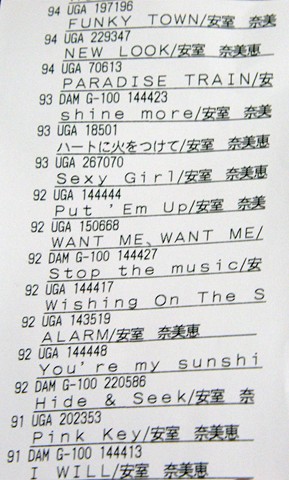 94 UGA 197196
FUNKY TOWN/安室 奈美
94 UGA 229347
NEW LOOK/安室 奈美恵
94 UGA 70613
PARADISE TRAIN/安
93 DAM G-100 144423
shine more/安室 奈美
93 UGA 18501
ハートに火をつけて/安室 奈美恵
93 UGA 267070
Sexy Girl/安室 奈美恵
92 UGA 144444
Put 'Em Up/安室 奈美
92 UGA 150668
WANT ME、WANT ME/
92 DAM G-100 144427
Stop the music/安
92 UGA 144417
Wishing On The S
92 UGA 143519
ALARM/安室 奈美恵
92 UGA 144448
You're my sunshi
92 DAM G-100 220586
Hide & Seek/安室 奈
91 UGA 202353
Pink Key/安室 奈美恵
91 DAM G-100 144413
I WILL/安室 奈美恵